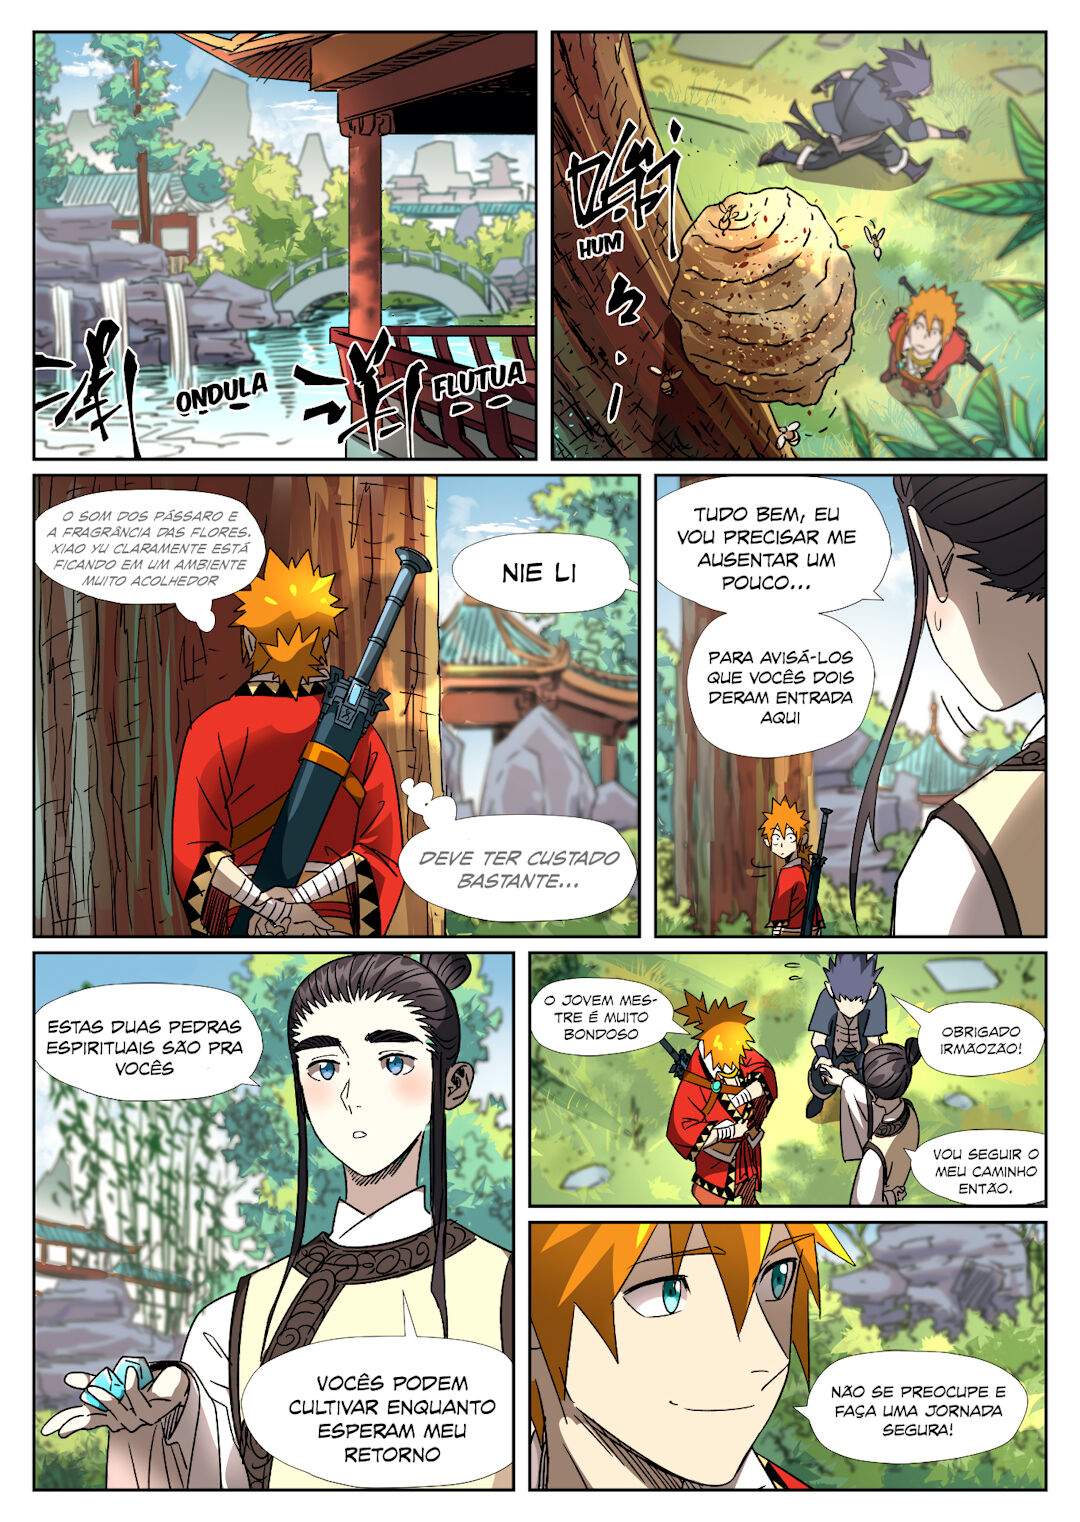 ONDULA
FLUTUA
HUM
O SOM DOS PÁSSARO E
A FRAGRÂNCIA DAS FLORES.
XIAO YU CLARAMENTE ESTÁ
FICANDO EM UM AMBIENTE
MUITO ACOLHEDOR
NIE LI
DEVE TER CUSTADO
BASTANTE...
TUDO BEM, EU
VOU PRECISAR ME
AUSENTAR UM
POUCO...
PARA AVISÁ-LOS
QUE VOCÊS DOIS
DERAM ENTRADA
AQUI
ESTAS DUAS PEDRAS
ESPIRITUAIS SÃO PRA
VOCÊS
VOCÊS PODEM
CULTIVAR ENQUANTO
ESPERAM MEU
RETORNO
O JOVEM MES-
TRE É MUITO
BONDOSO
OBRIGADO
IRMÃOZÃO!
VOU SEGUIR O
MEU CAMINHO
ENTÃO.
NÃO SE PREOCUPE E
FAÇA UMA JORNADA
SEGURA!